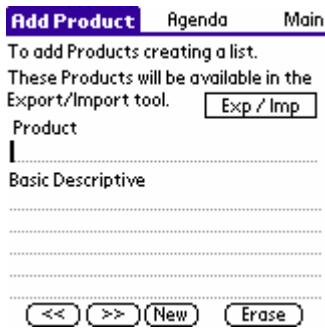 Add Product Agenda Main
To add Products creating a list.
These Products will be available in the
Export/Import tool. Exp / Imp
Product
Basic Descriptive
<< >> New Erase